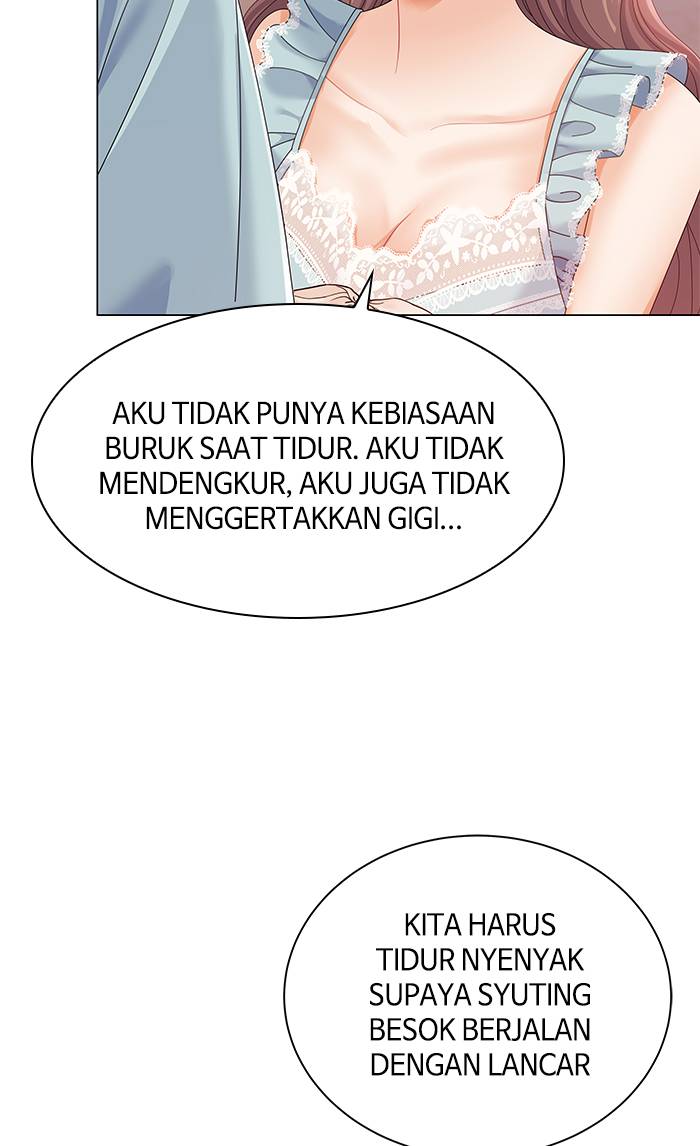 AKU TIDAK PUNYA KEBIASAAN
BURUK SAAT TIDUR. AKU TIDAK
MENDENGKUR, AKU JUGA TIDAK
MENGGERTAKKAN GIGI...
KITA HARUS
TIDUR NYENYAK
SUPAYA SYUTING
BESOK BERJALAN
DENGAN LANCAR